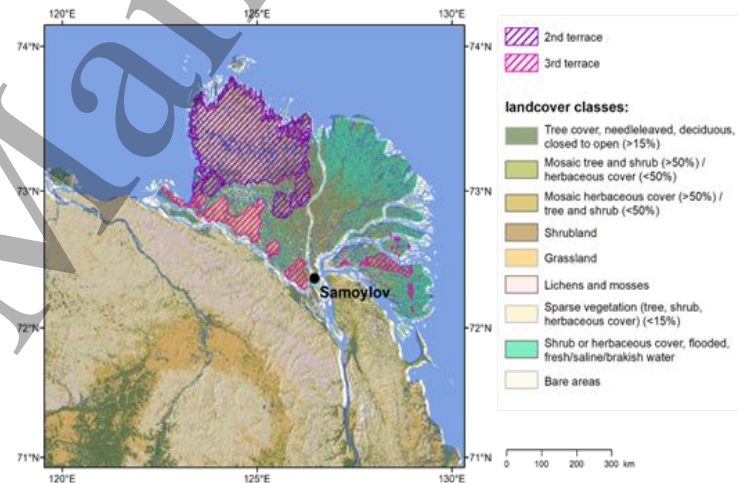 120°E 125°E 130°E
74°N 74°N
73°N 73°N
72°N 72°N
71°N 71°N
120°E 125°E 130°E
Samoylov
2nd terrace
3rd terrace
landcover classes:
Tree cover, needleleaved, deciduous,
closed to open (>15%)
Mosaic tree and shrub (>50%) /
herbaceous cover (<50%)
Mosaic herbaceous cover (>50%) /
tree and shrub (<50%)
Shrubland
Grassland
Lichens and mosses
Sparse vegetation (tree, shrub,
herbaceous cover) (<15%)
Shrub or herbaceous cover, flooded,
fresh/saline/brakish water
Bare areas
0 100 200 300 km